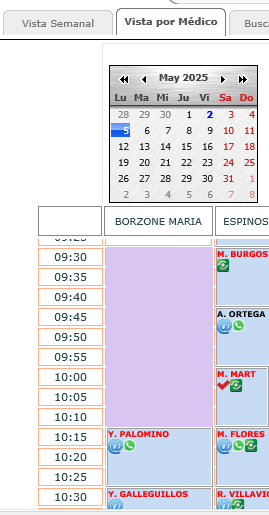 Vista Semanal
Vista por Médico
Busca
May 2025
Lu Ma Mi Ju Vi Sa Do
28 29 30 1 2 3 4
5 6 7 8 9 10 11
12 13 14 15 16 17 18
19 20 21 22 23 24 25
26 27 28 29 30 31 1
2 3 4 5 6 7 8
BORZONE MARIA
ESPINOS
09:25
09:30
M. BURGOS
09:35
09:40
09:45
A. ORTEGA
09:50
09:55
10:00
M. MART
10:05
10:10
10:15
Y. PALOMINO
M. FLORES
10:20
10:25
10:30
Y. GALLEGUILLOS
R. VILLAVIC